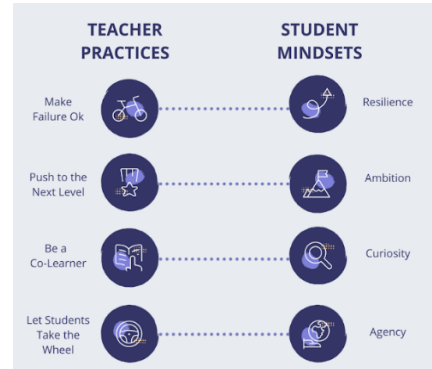 TEACHER
PRACTICES
STUDENT
MINDSETS
Make
Failure Ok
Resilience
Push to the
Next Level
Ambition
Be a
Co-Learner
Curiosity
Let Students
Take the
Wheel
Agency